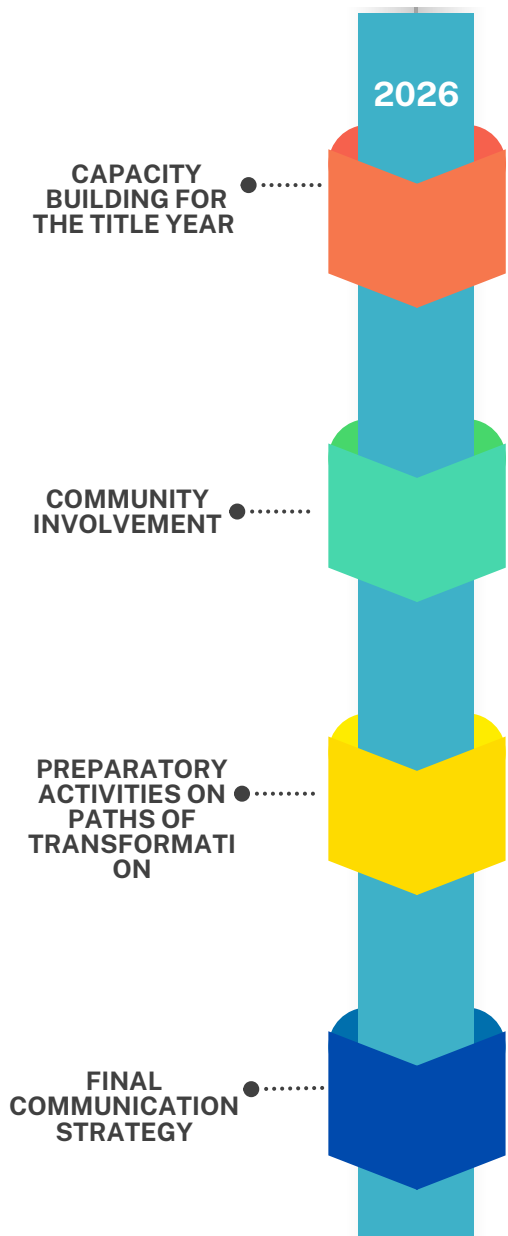 2026
CAPACITY
BUILDING FOR
THE TITLE YEAR
COMMUNITY
INVOLVEMENT
PREPARATORY
ACTIVITIES ON
PATHS OF
TRANSFORMATI
ON
FINAL
COMMUNICATION
STRATEGY